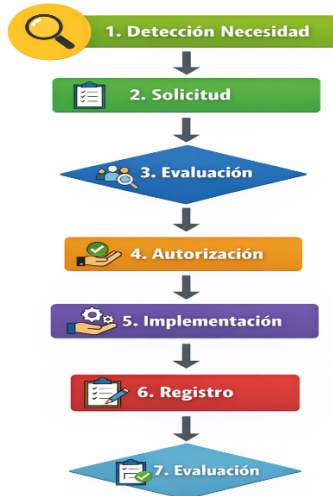 1. Detección Necesidad
2. Solicitud
3. Evaluación
4. Autorización
5. Implementación
6. Registro
7. Evaluación